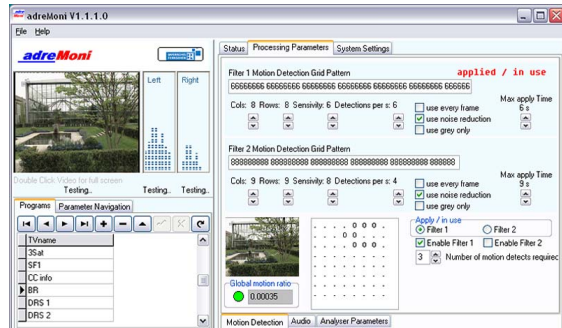 adreMoni V1.1.1.0
File Help
adreMoni
Left Right
Double Click Video for full screen
Testing.. Testing.. Testing..
Programs Parameter Navigation
TVname
3Sat
SF1
CC info
BR
DRS 1
DRS 2
Status Processing Parameters System Settings
Filter 1 Motion Detection Grid Pattern applied / in use
66666666 66666666 66666666 66666666 66666666 66666666 666666
Cols: 8 Rows: 8 Sensivity: 6 Detections per s: 6
Max apply Time
6 s
use every frame
use noise reduction
use grey only
Filter 2 Motion Detection Grid Pattern
888888888 888888888 888888888 888888888 888888888 888888
Cols: 9 Rows: 9 Sensivity: 8 Detections per s: 4
Max apply Time
9 s
use every frame
use noise reduction
use grey only
Apply / in use
Filter 1 Filter 2
Enable Filter 1 Enable Filter 2
3 Number of motion detects required
Global motion ratio
0.00035
Motion Detection Audio Analyser Parameters